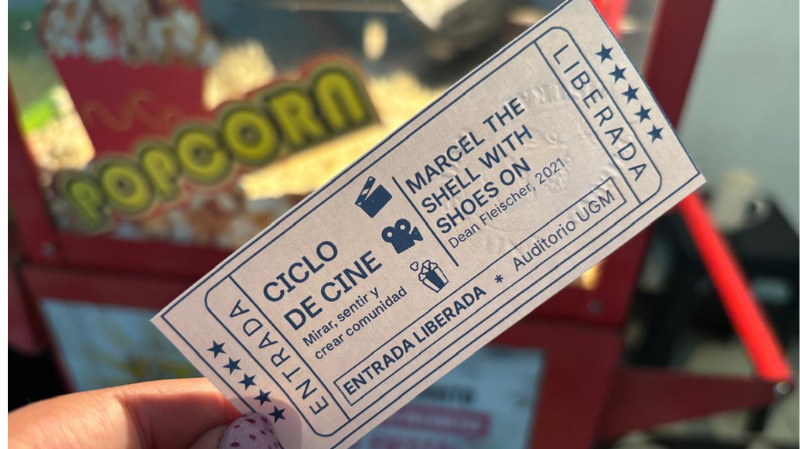 POPCORN
ENTRADA
CICLO
DE CINE
Mirar, sentir y
crear comunidad
MARCEL THE
SHELL WITH
SHOES ON
Dean Fleischer, 2021
ENTRADA LIBERADA * Auditorio UGM
LIBERADA